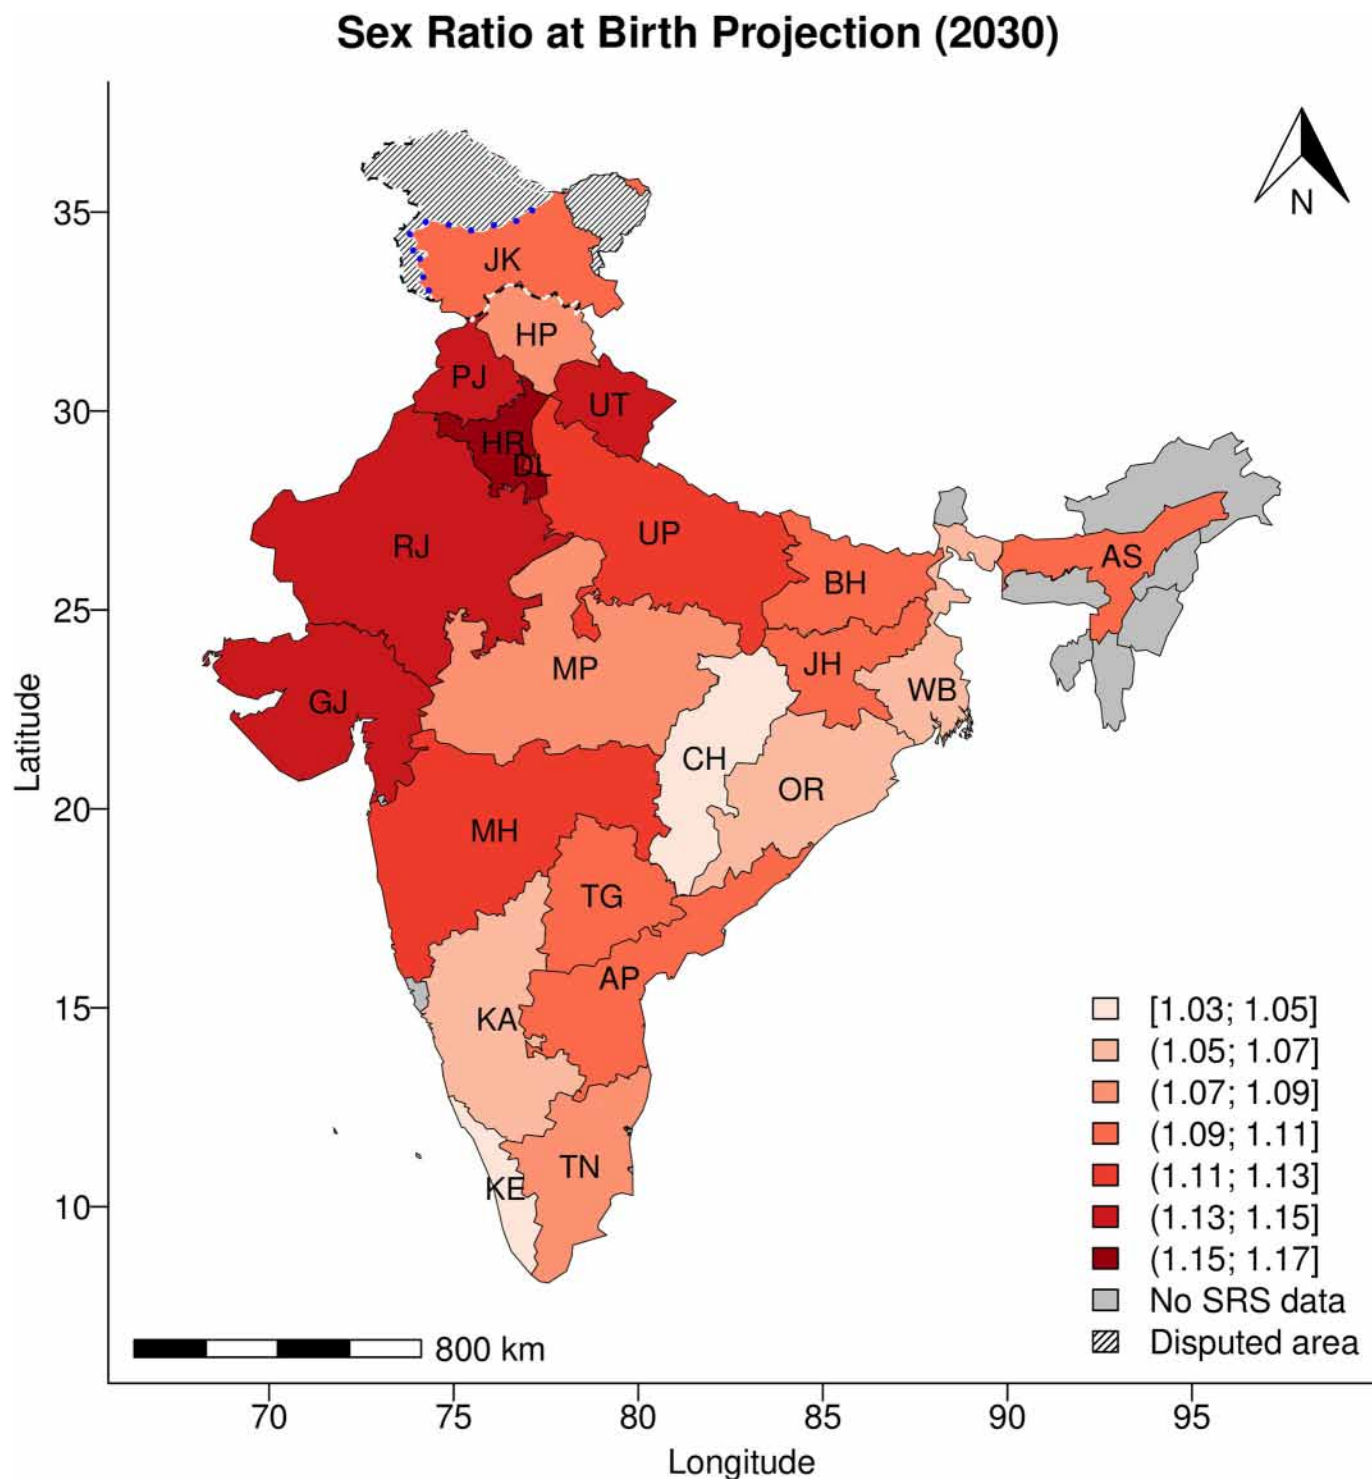 Sex Ratio at Birth Projection (2030)
N
35
JK
HP
PJ
UT
30
HR
DL
RJ
UP
AS
BH
25
JH
MP
WB
GJ
CH
OR
20
MH
TG
AP
15
KA
TN
KE
10
Latitude
[1.03; 1.05]
(1.05; 1.07]
(1.07; 1.09]
(1.09; 1.11]
(1.11; 1.13]
(1.13; 1.15]
(1.15; 1.17]
No SRS data
Disputed area
800 km
70 75 80 85 90 95
Longitude